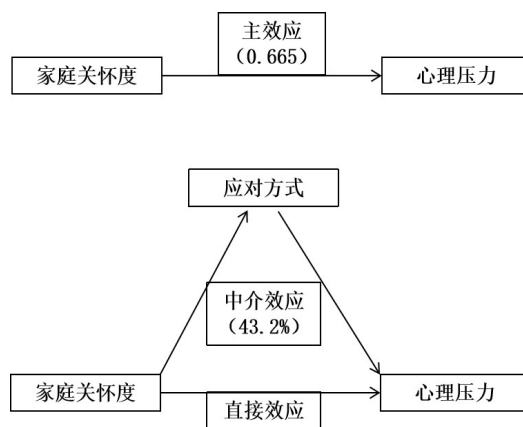 主效应
（0.665）
家庭关怀度
心理压力
应对方式
中介效应
（43.2%）
家庭关怀度
心理压力
直接效应